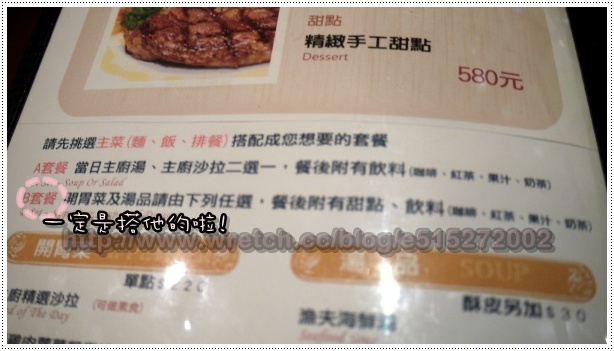 甜點
精緻手工甜點
Dessert
580元
請先挑選主菜(麵、飯、排餐)搭配成您想要的套餐
A套餐 當日主廚湯、主廚沙拉二選一，餐後附有飲料(咖啡、紅茶、果汁、奶茶)
Soup Or Salad
B套餐 開胃菜及湯品請由下列任選，餐後附有甜點、飲料(咖啡、紅茶、果汁、奶茶)
一定是搭他的啦!
http://www.wretch.cc/blog/e515272002
開胃菜
品 SOUP
單點$220
酥皮另加$30
廚精選沙拉 (可做素食)
d of The Day
漁夫海鮮
Seafood